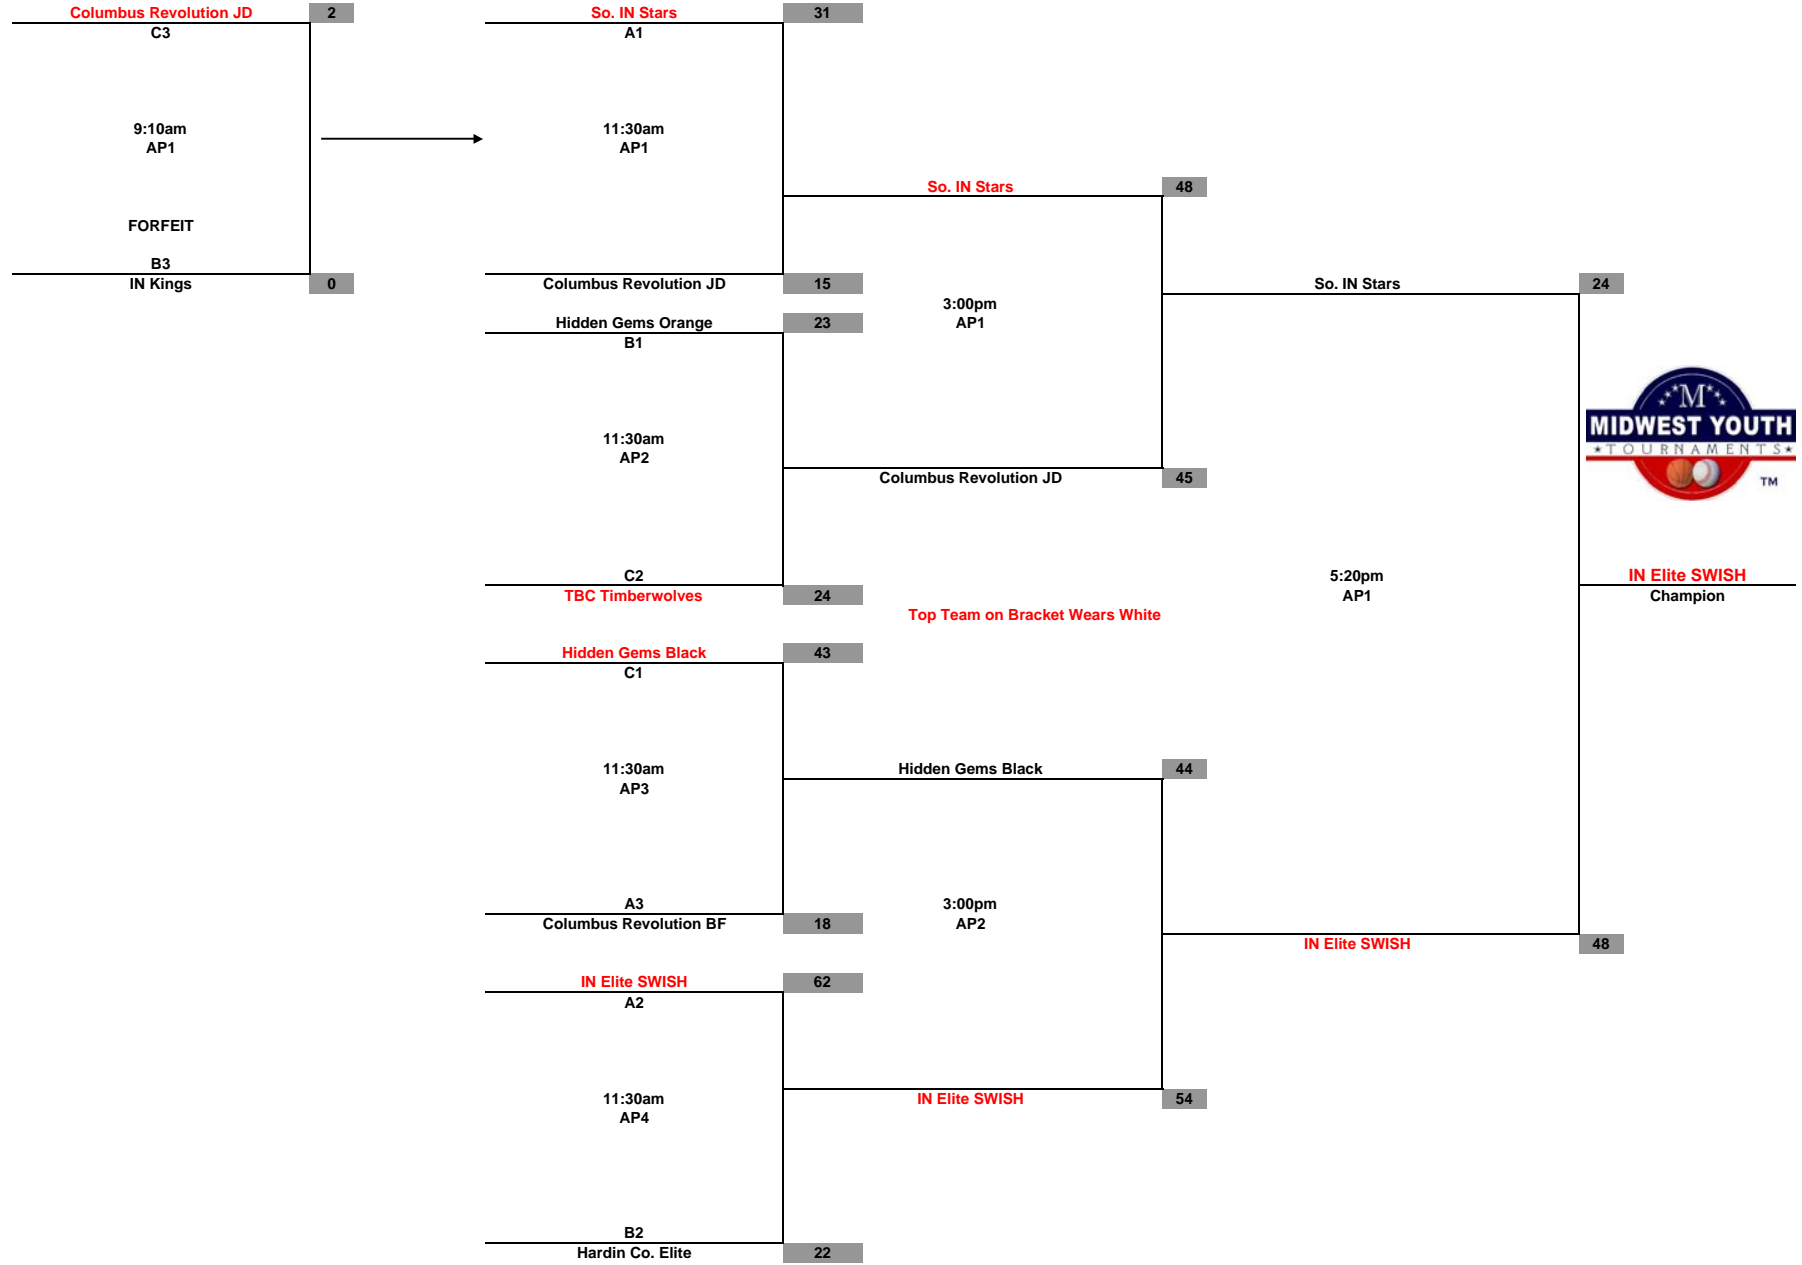 Columbus Revolution JD 2
C3
9:10am
AP1
FORFEIT
B3
IN Kings 0
So. IN Stars 31
A1
11:30am
AP1
Columbus Revolution JD 15
Hidden Gems Orange 23
B1
11:30am
AP2
C2
TBC Timberwolves 24
Hidden Gems Black 43
C1
11:30am
AP3
A3
Columbus Revolution BF 18
IN Elite SWISH 62
A2
11:30am
AP4
B2
Hardin Co. Elite 22
So. IN Stars 48
3:00pm
AP1
Columbus Revolution JD 45
Top Team on Bracket Wears White
Hidden Gems Black 44
3:00pm
AP2
IN Elite SWISH 54
So. IN Stars 24
5:20pm
AP1
IN Elite SWISH 48
M
MIDWEST YOUTH
TOURNAMENTS
TM
IN Elite SWISH
Champion